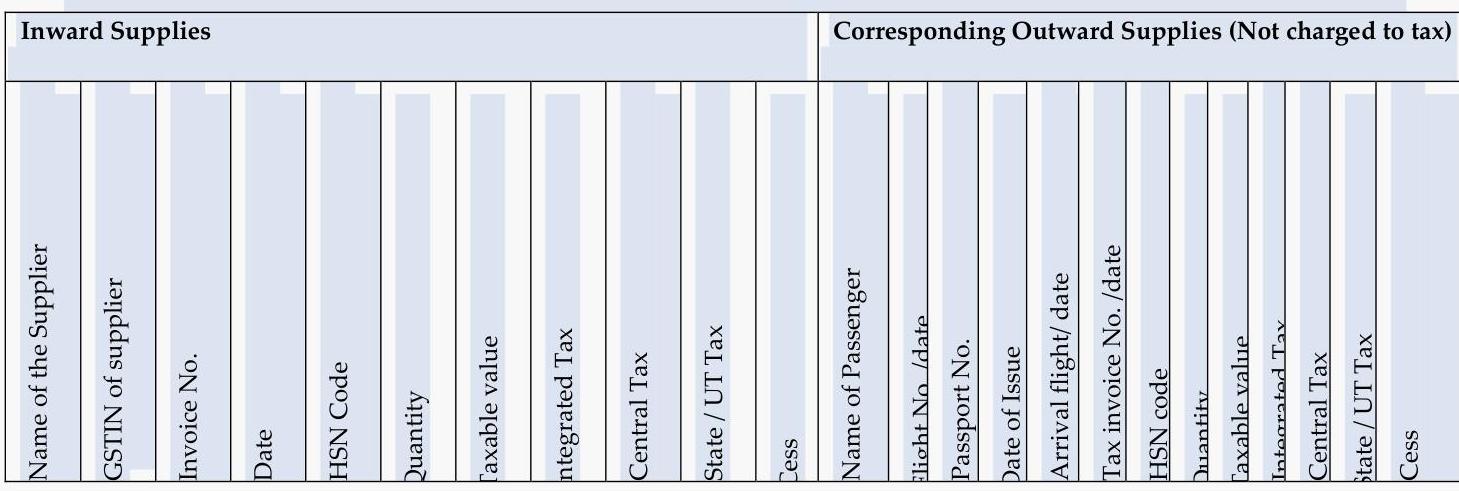 Inward Supplies
Corresponding Outward Supplies (Not charged to tax)
Name of the Supplier
GSTIN of supplier
Invoice No.
Date
HSN Code
Quantity
Taxable value
Integrated Tax
Central Tax
State / UT Tax
Cess
Name of Passenger
Flight No. /date
Passport No.
Date of Issue
Arrival flight/ date
Tax invoice No. /date
HSN code
Quantity
Taxable value
Integrated Tax
Central Tax
State / UT Tax
Cess